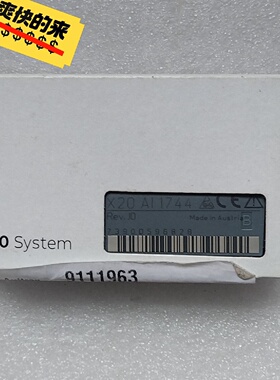 爽快的来
$$$$$$
X20 AI 1744
Rev. I0
Made in Austria
0 System
9111963